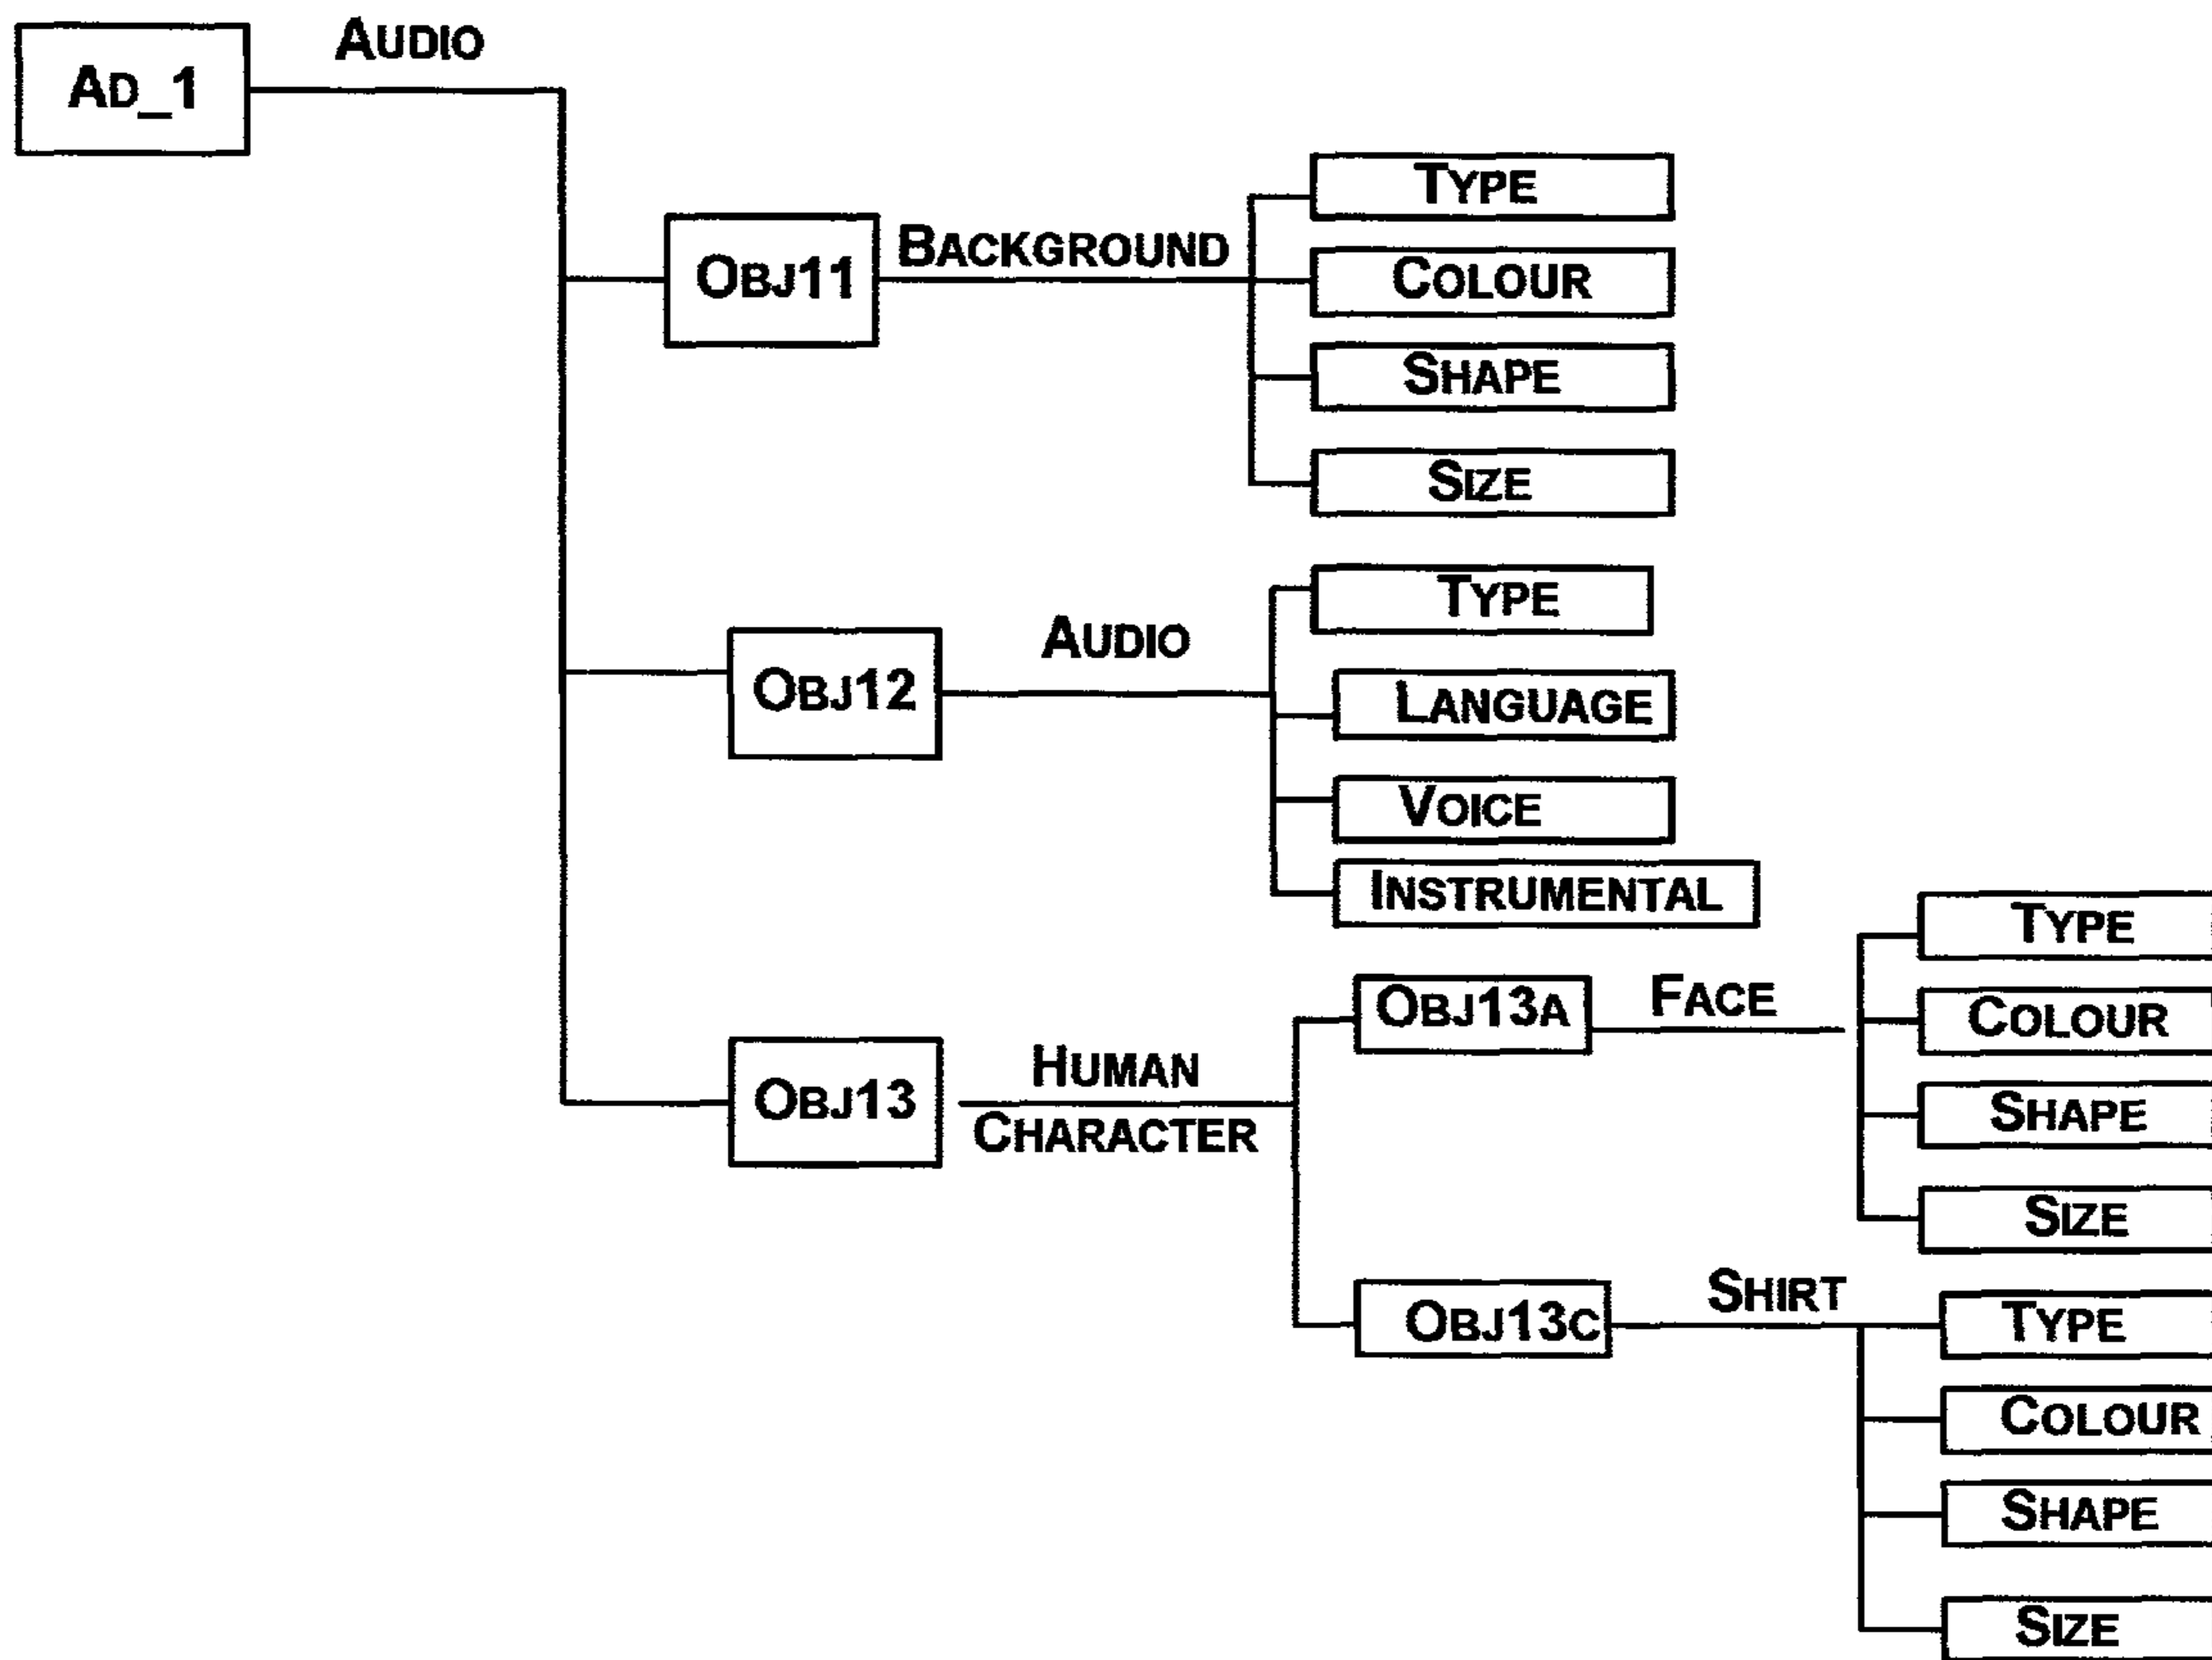 AD_1
AUDIO
OBJ11
BACKGROUND
TYPE
COLOUR
SHAPE
SIZE
OBJ12
AUDIO
TYPE
LANGUAGE
VOICE
INSTRUMENTAL
OBJ13
HUMAN
CHARACTER
OBJ13A
FACE
TYPE
COLOUR
SHAPE
SIZE
OBJ13C
SHIRT
TYPE
COLOUR
SHAPE
SIZE